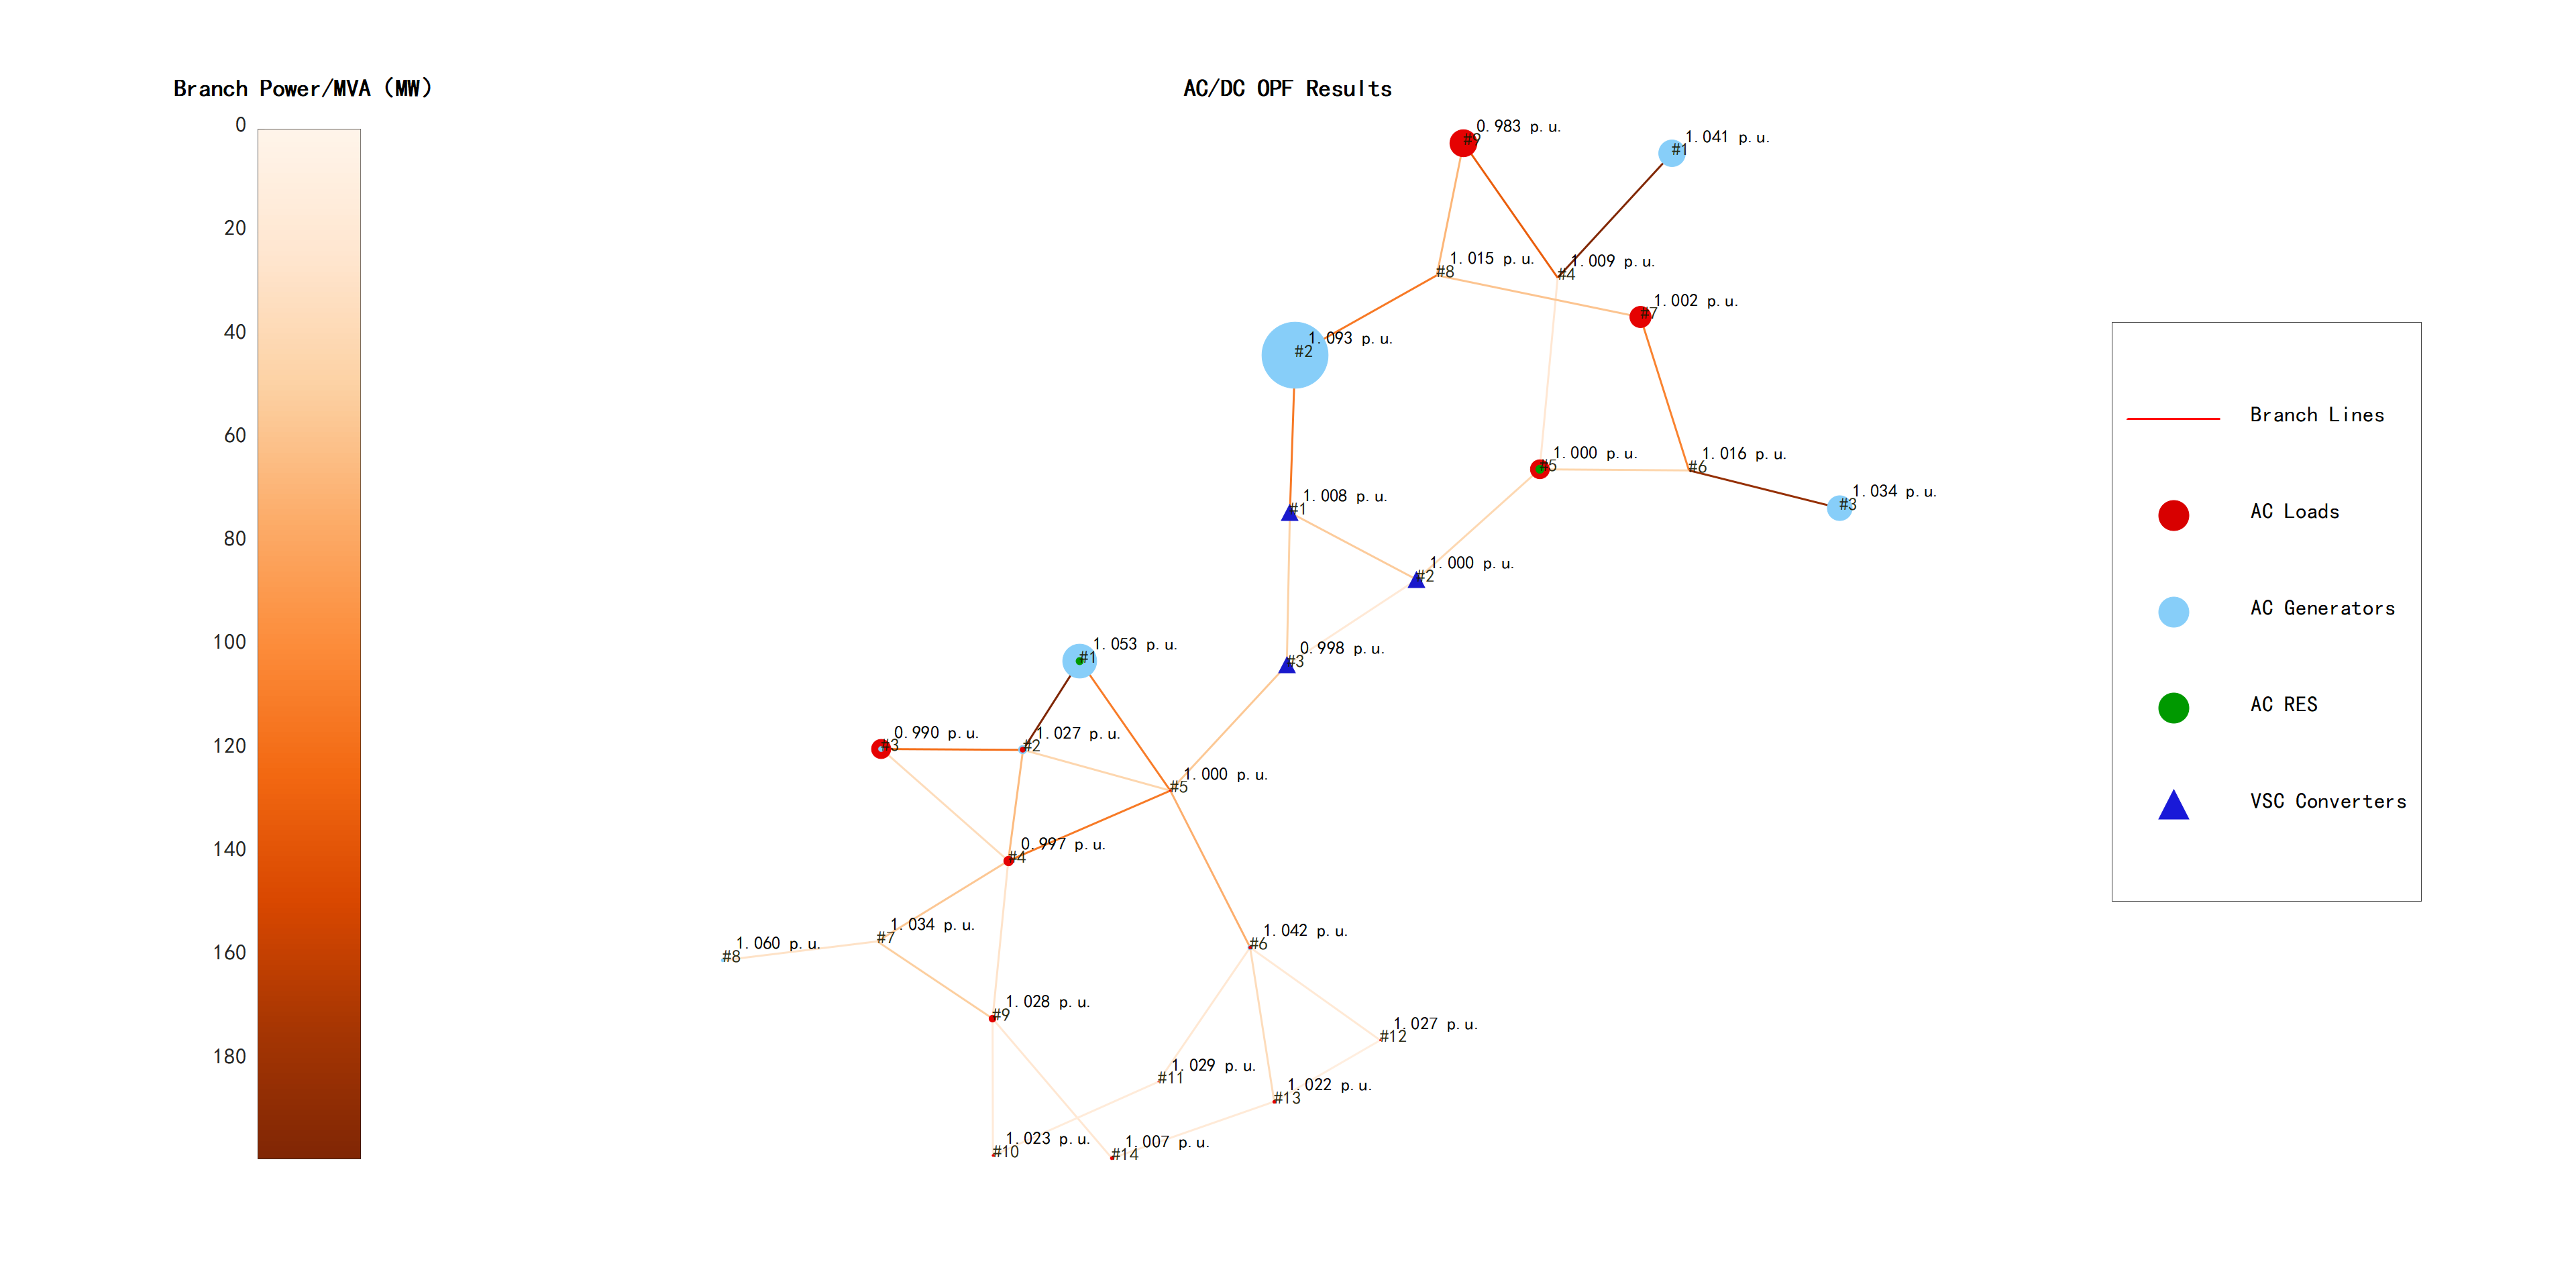 Branch Power/MVA（MW）
0
20
40
60
80
100
120
140
160
180
AC/DC OPF Results
0.983 p.u.
#9
1.041 p.u.
#1
1.015 p.u.
#8
1.009 p.u.
#4
1.002 p.u.
#7
1.093 p.u.
#2
1.000 p.u.
#5
1.016 p.u.
#6
1.034 p.u.
#3
1.008 p.u.
#1
1.000 p.u.
#2
0.998 p.u.
#3
1.053 p.u.
#1
0.990 p.u.
#3
1.027 p.u.
#2
1.000 p.u.
#5
0.997 p.u.
#4
1.034 p.u.
#7
1.060 p.u.
#8
1.042 p.u.
#6
1.028 p.u.
#9
1.027 p.u.
#12
1.029 p.u.
#11
1.022 p.u.
#13
1.023 p.u.
#10
1.007 p.u.
#14
Branch Lines
AC Loads
AC Generators
AC RES
VSC Converters